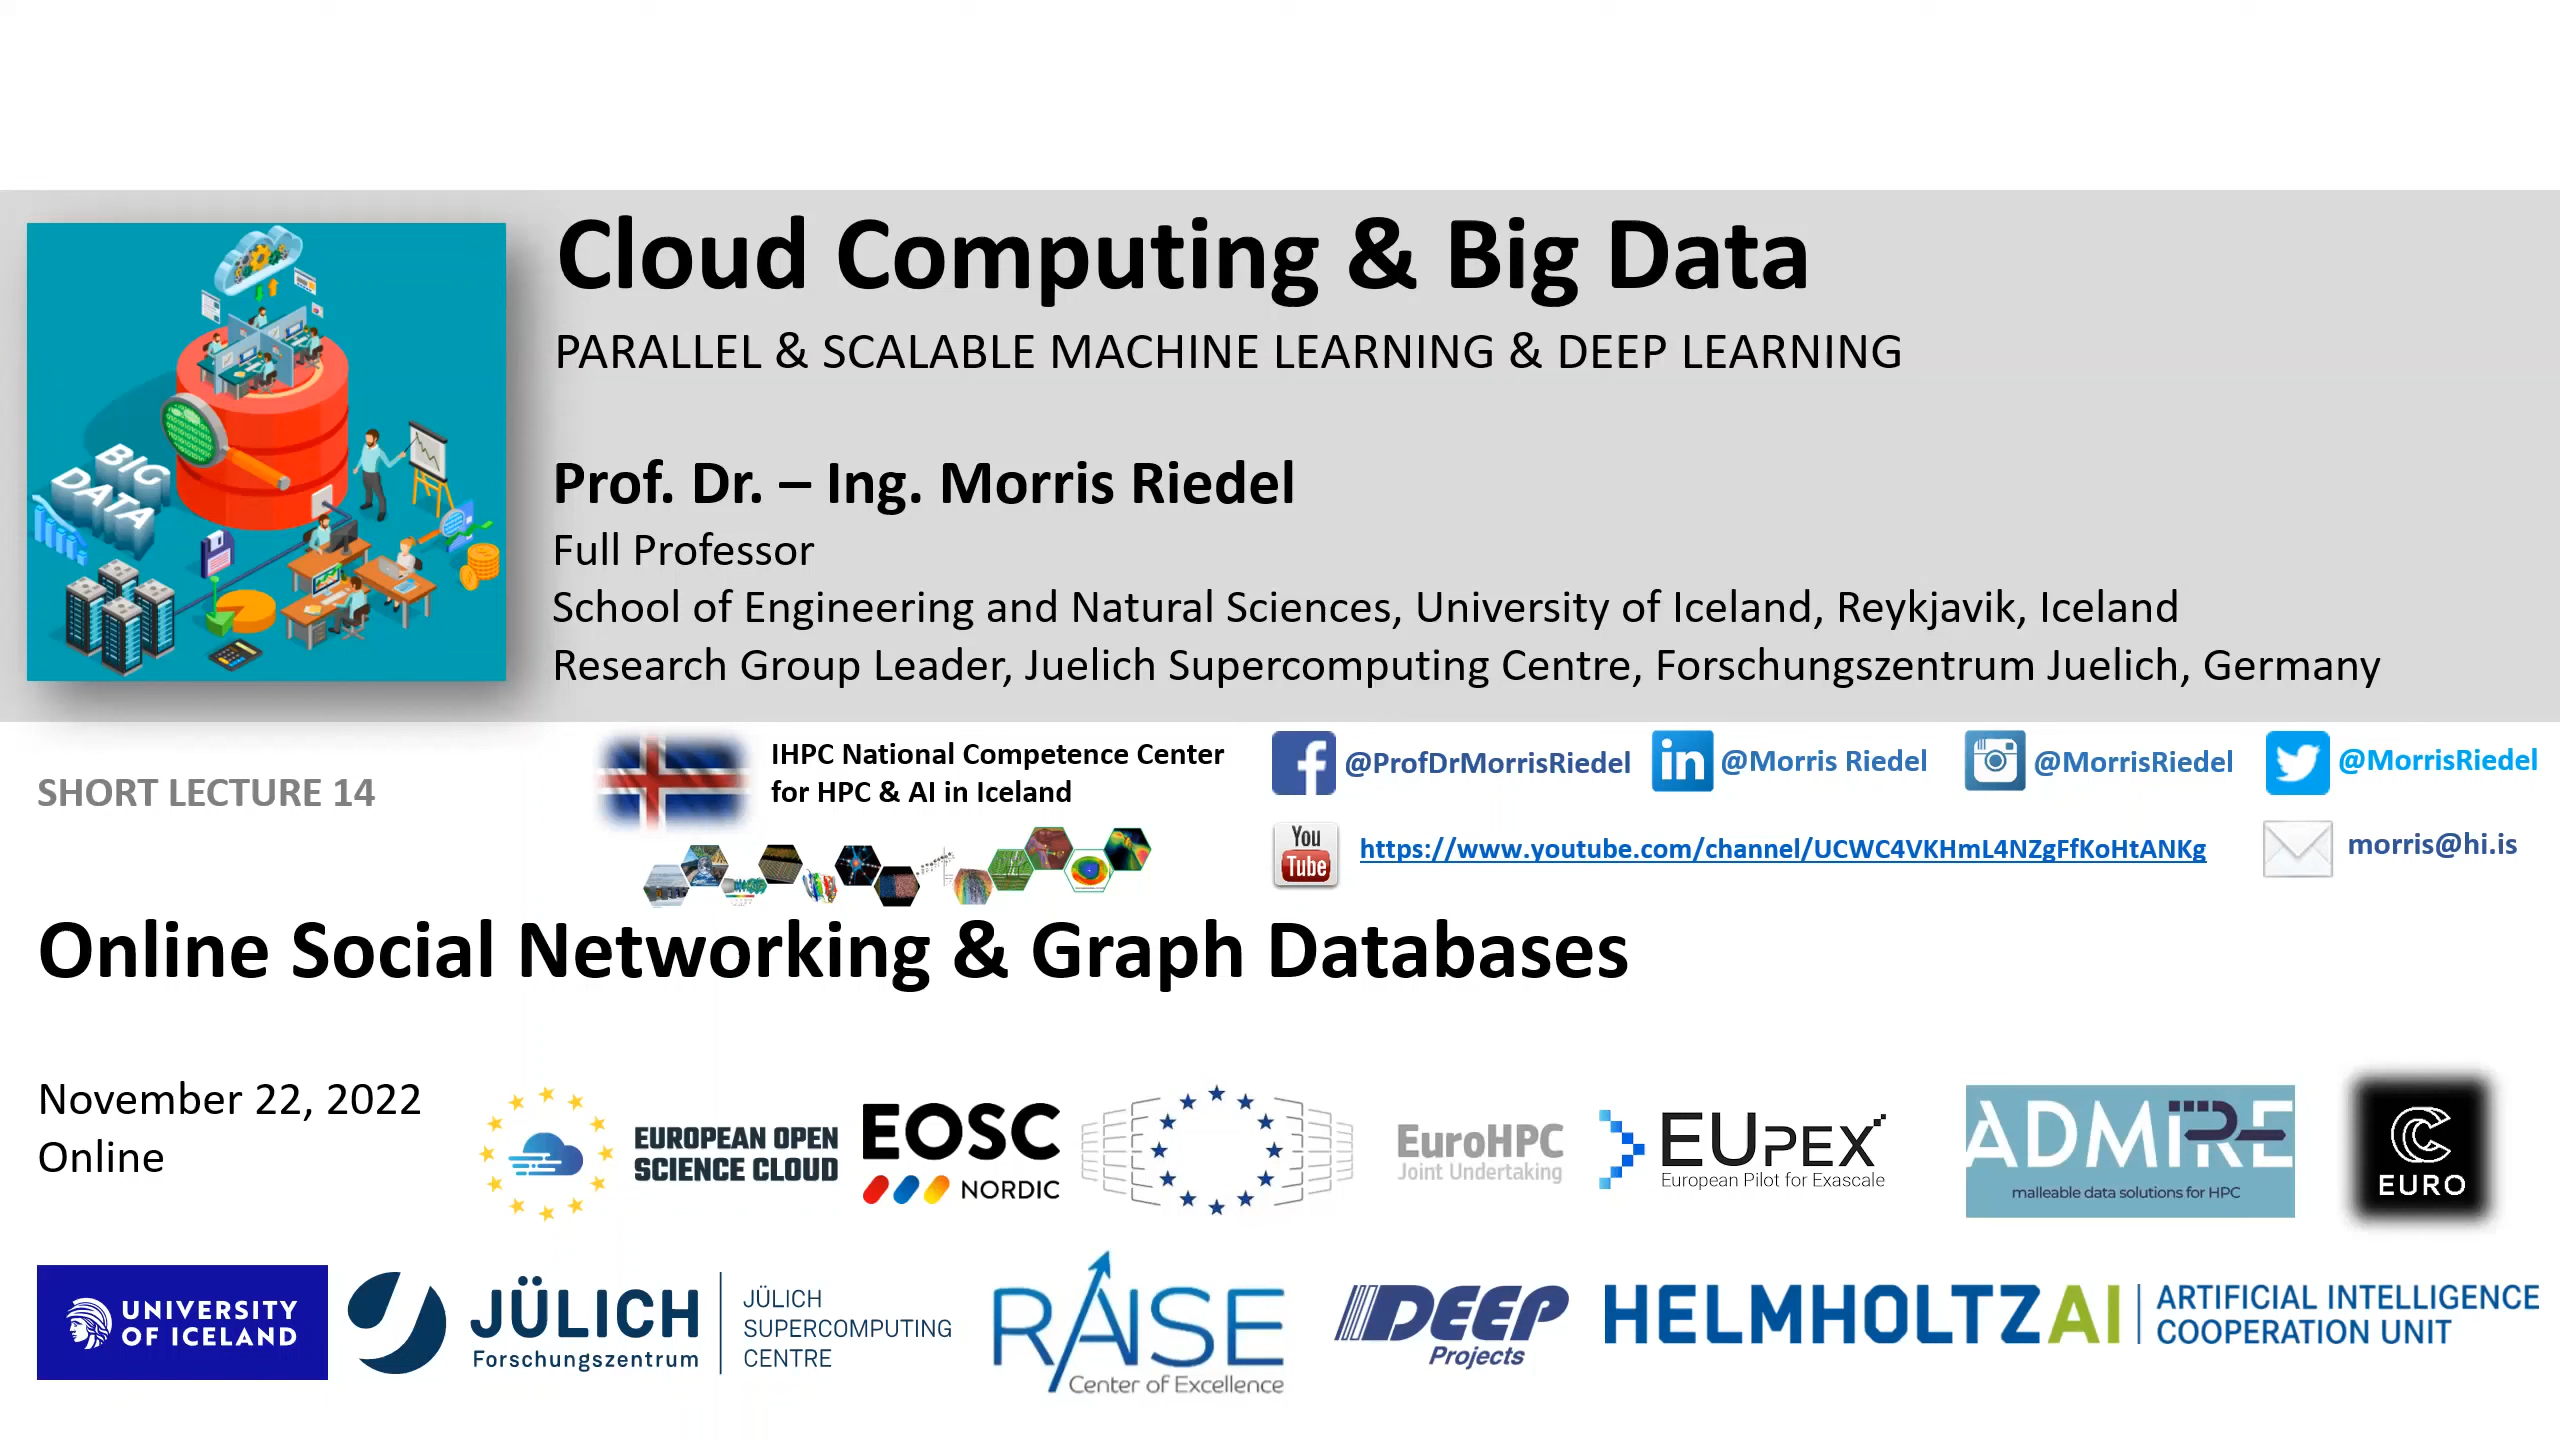 Cloud Computing & Big Data
PARALLEL & SCALABLE MACHINE LEARNING & DEEP LEARNING
BIG
DATA
Prof. Dr. – Ing. Morris Riedel
Full Professor
School of Engineering and Natural Sciences, University of Iceland, Reykjavik, Iceland
Research Group Leader, Juelich Supercomputing Centre, Forschungszentrum Juelich, Germany
SHORT LECTURE 14
IHPC National Competence Center
for HPC & AI in Iceland
@ProfDrMorrisRiedel
in @Morris Riedel
@MorrisRiedel
@MorrisRiedel
You
Tube
https://www.youtube.com/channel/UCWC4VKHmL4NZgFfKoHtANKg
morris@hi.is
Online Social Networking & Graph Databases
November 22, 2022
Online
EUROPEAN OPEN
SCIENCE CLOUD
EOSC
NORDIC
EuroHPC
Joint Undertaking
EUPEX
European Pilot for Exascale
ADMIRE
malleable data solutions for HPC
EURO
UNIVERSITY
OF ICELAND
JÜLICH
Forschungszentrum
JÜLICH
SUPERCOMPUTING
CENTRE
RAISE
Center of Excellence
DEEP
Projects
HELMHOLTZAI
ARTIFICIAL INTELLIGENCE
COOPERATION UNIT